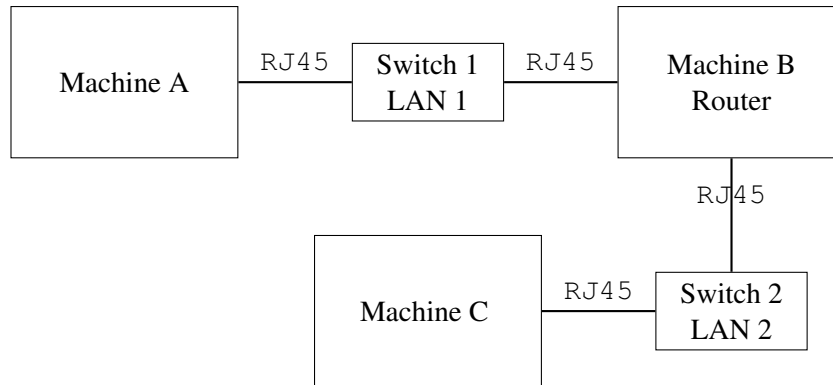 Machine A
RJ45
Switch 1
LAN 1
RJ45
Machine B
Router
RJ45
Machine C
RJ45
Switch 2
LAN 2